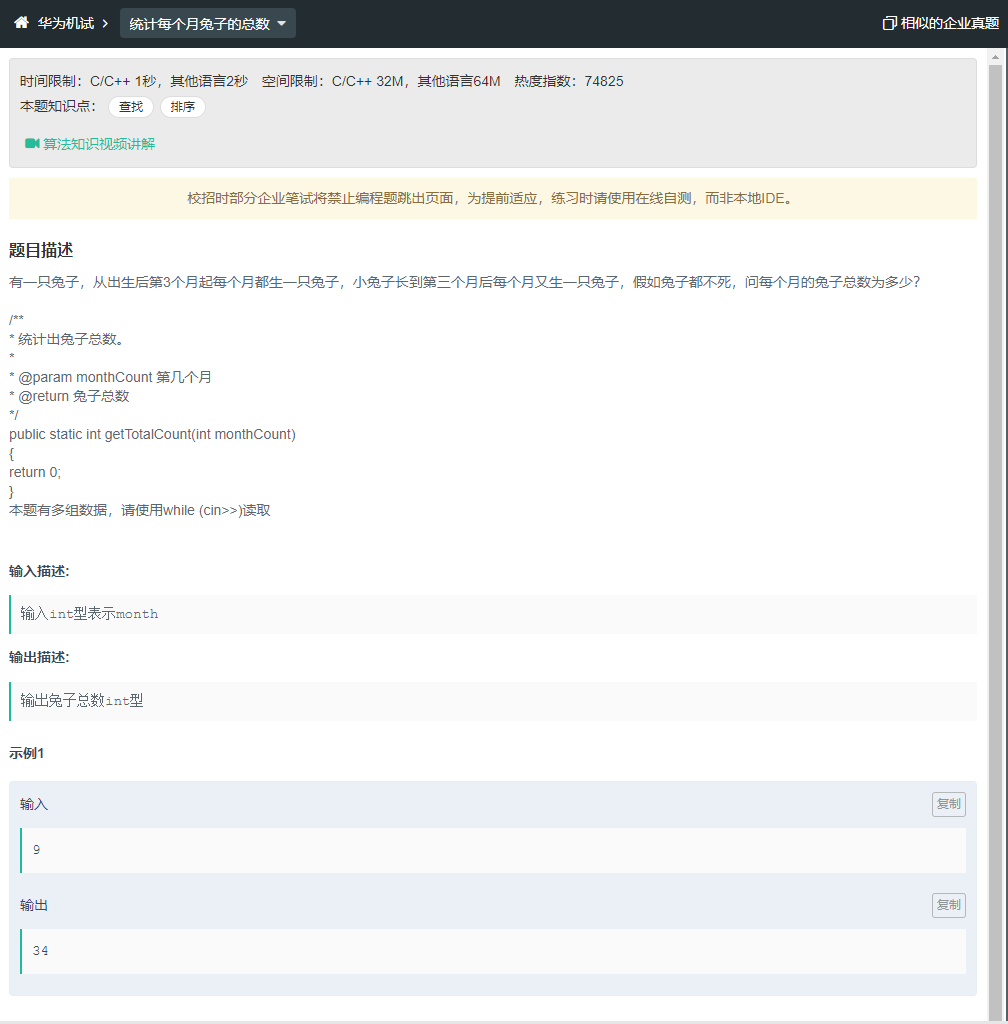 华为机试 > 统计每个月兔子的总数 相似的企业真题
时间限制：C/C++ 1秒，其他语言2秒 空间限制：C/C++ 32M，其他语言64M 热度指数：74825
本题知识点： 查找 排序
算法知识视频讲解
校招时部分企业笔试将禁止编程题跳出页面，为提前适应，练习时请使用在线自测，而非本地IDE。
题目描述
有一只兔子，从出生后第3个月起每个月都生一只兔子，小兔子长到第三个月后每个月又生一只兔子，假如兔子都不死，问每个月的兔子总数为多少？
/**
* 统计出兔子总数。
*
* @param monthCount 第几个月
* @return 兔子总数
*/
public static int getTotalCount(int monthCount)
{
return 0;
}
本题有多组数据，请使用while (cin>>)读取
输入描述:
输入int型表示month
输出描述:
输出兔子总数int型
示例1
输入 复制
9
输出 复制
34